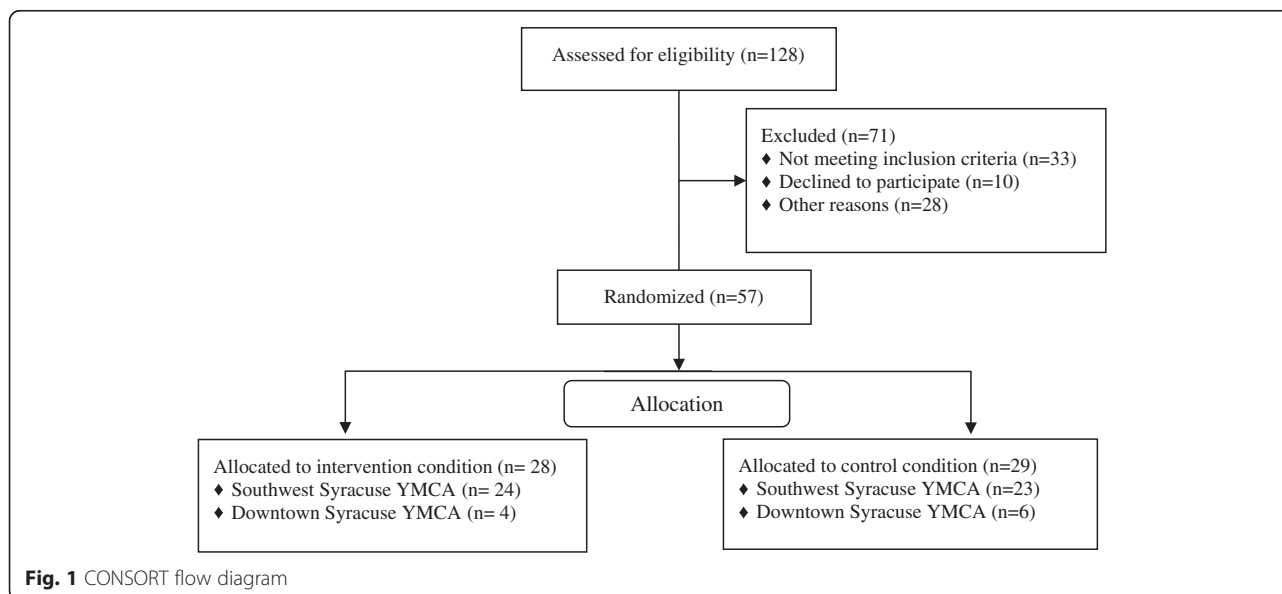 Assessed for eligibility (n=128)
Excluded (n=71)
♦ Not meeting inclusion criteria (n=33)
♦ Declined to participate (n=10)
♦ Other reasons (n=28)
Randomized (n=57)
Allocation
Allocated to intervention condition (n= 28)
♦ Southwest Syracuse YMCA (n= 24)
♦ Downtown Syracuse YMCA (n= 4)
Allocated to control condition (n=29)
♦ Southwest Syracuse YMCA (n=23)
♦ Downtown Syracuse YMCA (n=6)
Fig. 1 CONSORT flow diagram